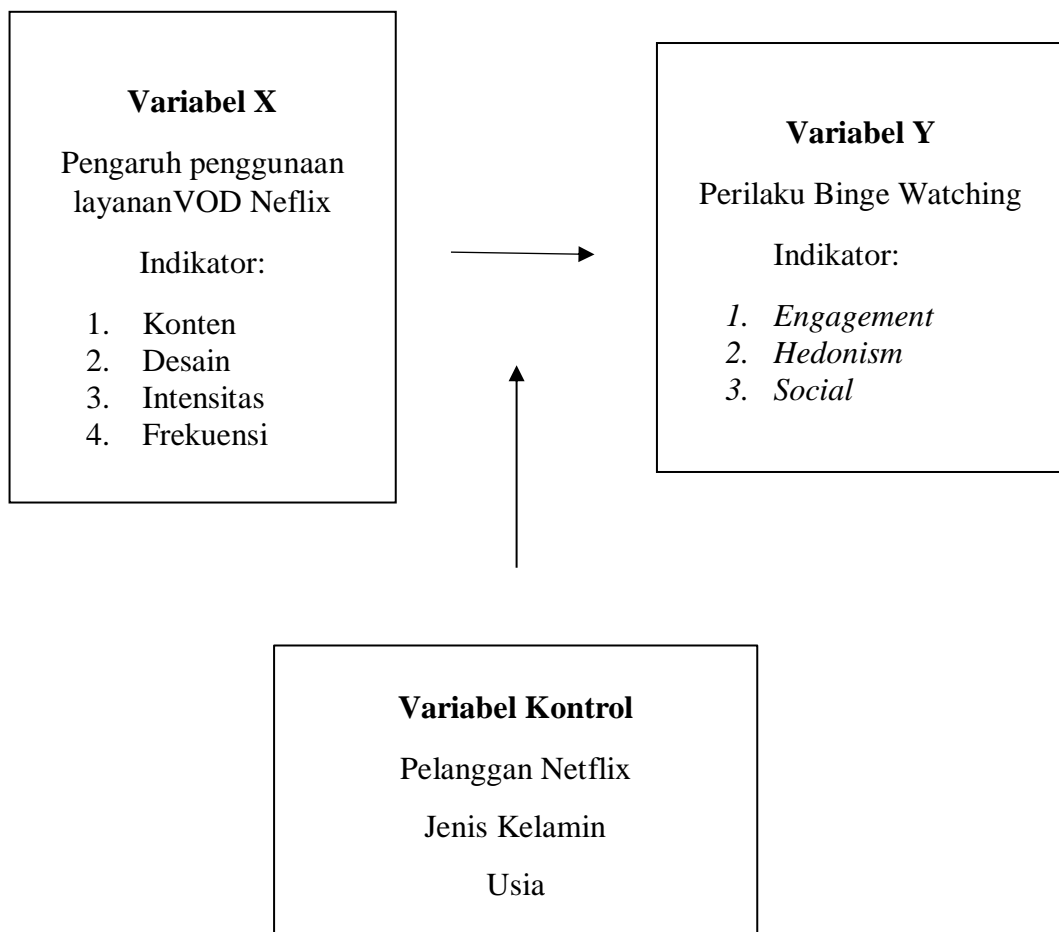 Variabel X
Pengaruh penggunaan
layananVOD Neflix
Indikator:
1. Konten
2. Desain
3. Intensitas
4. Frekuensi
Variabel Y
Perilaku Binge Watching
Indikator:
1. Engagement
2. Hedonism
3. Social
Variabel Kontrol
Pelanggan Netflix
Jenis Kelamin
Usia